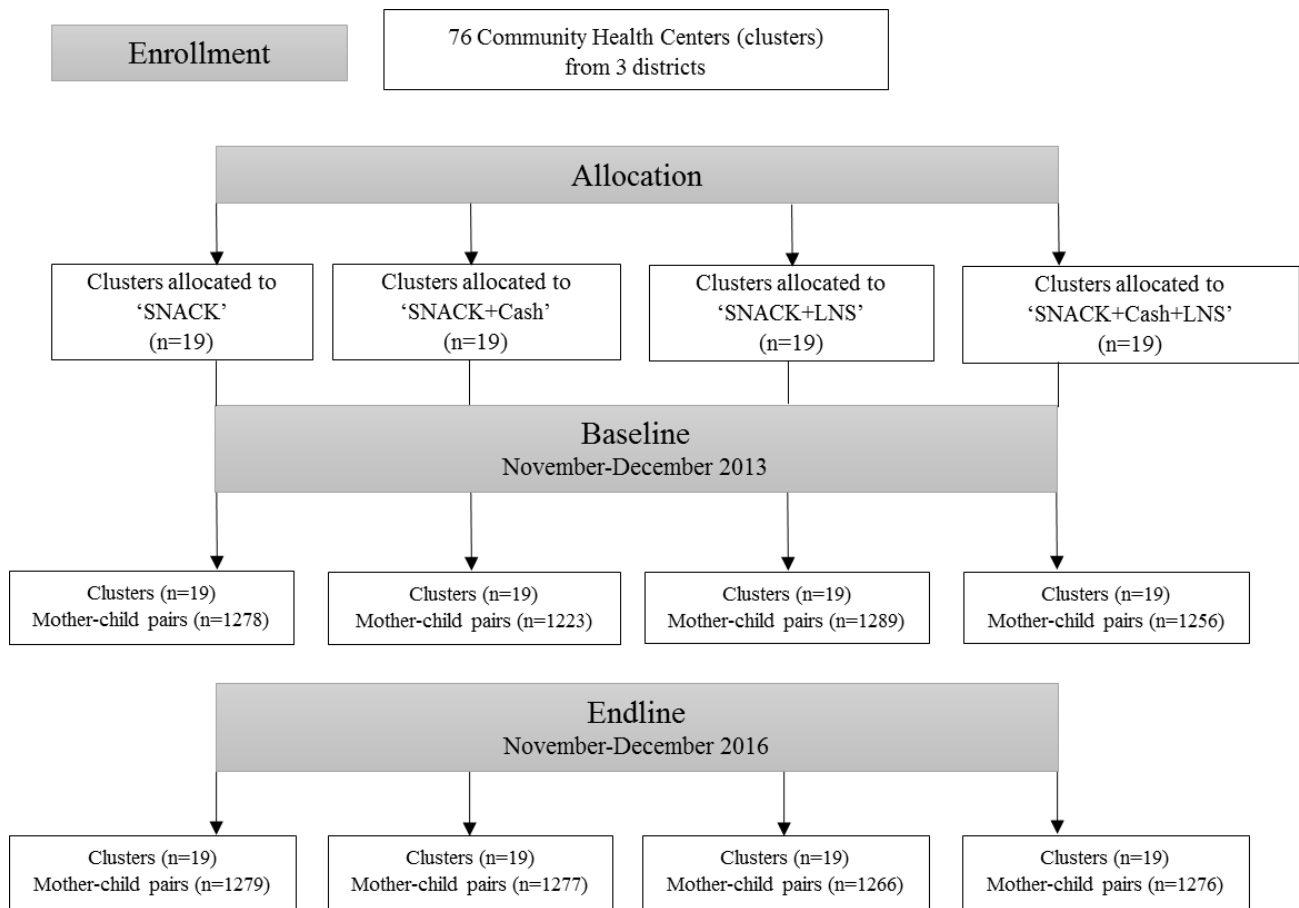 Enrollment
76 Community Health Centers (clusters)
from 3 districts
Allocation
Clusters allocated to
‘SNACK’
(n=19)
Clusters allocated to
‘SNACK+Cash’
(n=19)
Clusters allocated to
‘SNACK+LNS’
(n=19)
Clusters allocated to
‘SNACK+Cash+LNS’
(n=19)
Baseline
November-December 2013
Clusters (n=19)
Mother-child pairs (n=1278)
Clusters (n=19)
Mother-child pairs (n=1223)
Clusters (n=19)
Mother-child pairs (n=1289)
Clusters (n=19)
Mother-child pairs (n=1256)
Endline
November-December 2016
Clusters (n=19)
Mother-child pairs (n=1279)
Clusters (n=19)
Mother-child pairs (n=1277)
Clusters (n=19)
Mother-child pairs (n=1266)
Clusters (n=19)
Mother-child pairs (n=1276)